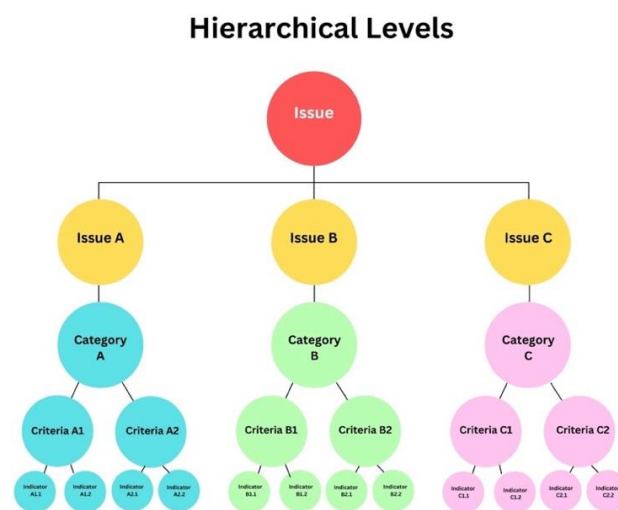 Hierarchical Levels
Issue
Issue A
Issue B
Issue C
Category
A
Category
B
Category
C
Criteria A1
Criteria A2
Criteria B1
Criteria B2
Criteria C1
Criteria C2
Indicator
A1.1
Indicator
A1.2
Indicator
A2.1
Indicator
A2.2
Indicator
B1.1
Indicator
B1.2
Indicator
B2.1
Indicator
B2.2
Indicator
C1.1
Indicator
C1.2
Indicator
C2.1
Indicator
C2.2